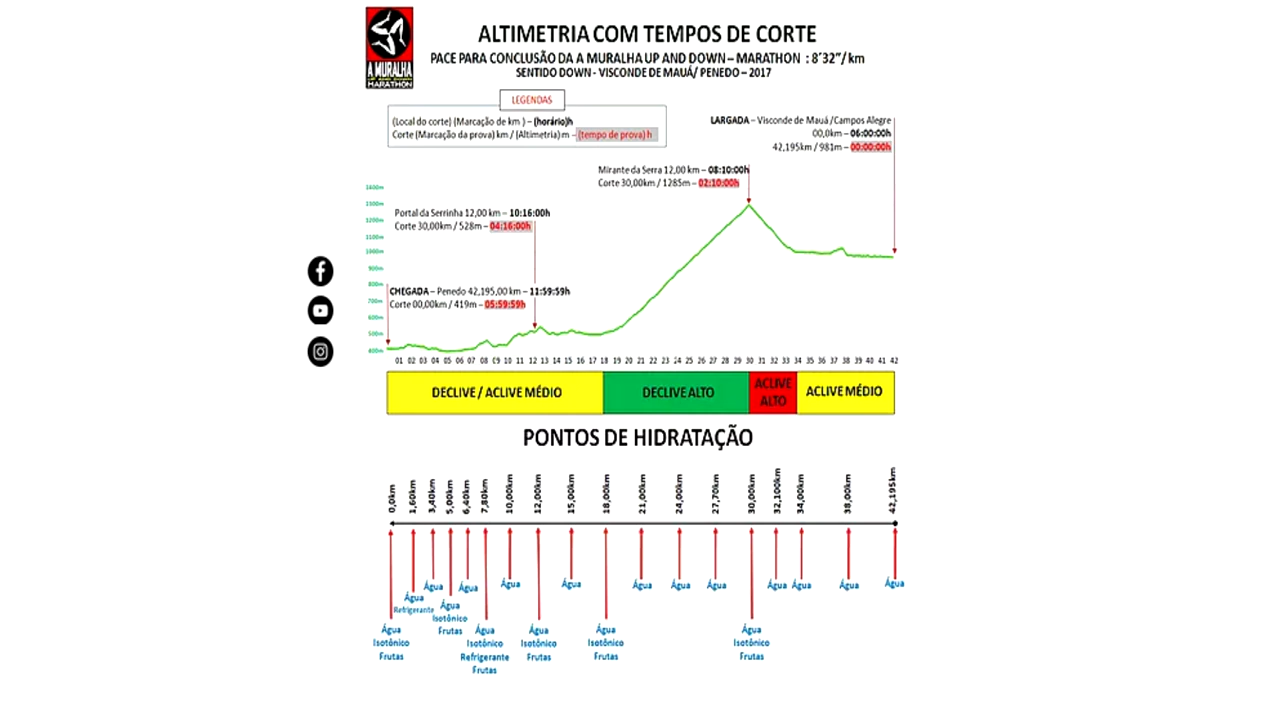 A MURALHA
MARATHON
ALTIMETRIA COM TEMPOS DE CORTE
PACE PARA CONCLUSÃO DA A MURALHA UP AND DOWN – MARATHON : 8´32”/ km
SENTIDO DOWN - VISCONDE DE MAUÁ/ PENEDO – 2017
LEGENDAS
(Local do corte) (Marcação de km ) – (horário)h
Corte (Marcação da prova) km / (Altimetria) m – (tempo de prova) h
LARGADA – Visconde de Mauá /Campos Alegre
00,0km – 06:00:00h
42,195km / 981m – 00:00:00h
Mirante da Serra 12,00 km – 08:10:00h
Corte 30,00km / 1285m – 02:10:00h
Portal da Serrinha 12,00 km – 10:16:00h
Corte 30,00km / 528m – 04:16:00h
CHEGADA – Penedo 42,195,00 km – 11:59:59h
Corte 00,00km / 419m – 05:59:59h
1400m
1300m
1200m
1100m
1000m
900m
800m
700m
600m
500m
400m
01 02 03 04 05 06 07 08 09 10 11 12 13 14 15 16 17 18 19 20 21 22 23 24 25 26 27 28 29 30 31 32 33 34 35 36 37 38 39 40 41 42
DECLIVE / ACLIVE MÉDIO
DECLIVE ALTO
ACLIVE
ALTO
ACLIVE MÉDIO
PONTOS DE HIDRATAÇÃO
0,0km 1,60km 3,40km 5,00km 6,40km 7,80km 10,00km 12,00km 15,00km 18,00km 21,00km 24,00km 27,70km 30,00km 32,100km 34,00km 38,00km 42,195km
Água
Isotônico
Frutas
Água
Refrigerante
Água
Água
Isotônico
Frutas
Água
Água
Isotônico
Refrigerante
Frutas
Água
Água
Isotônico
Frutas
Água
Água
Isotônico
Frutas
Água
Água
Água
Água
Isotônico
Frutas
Água
Água
Água
Água